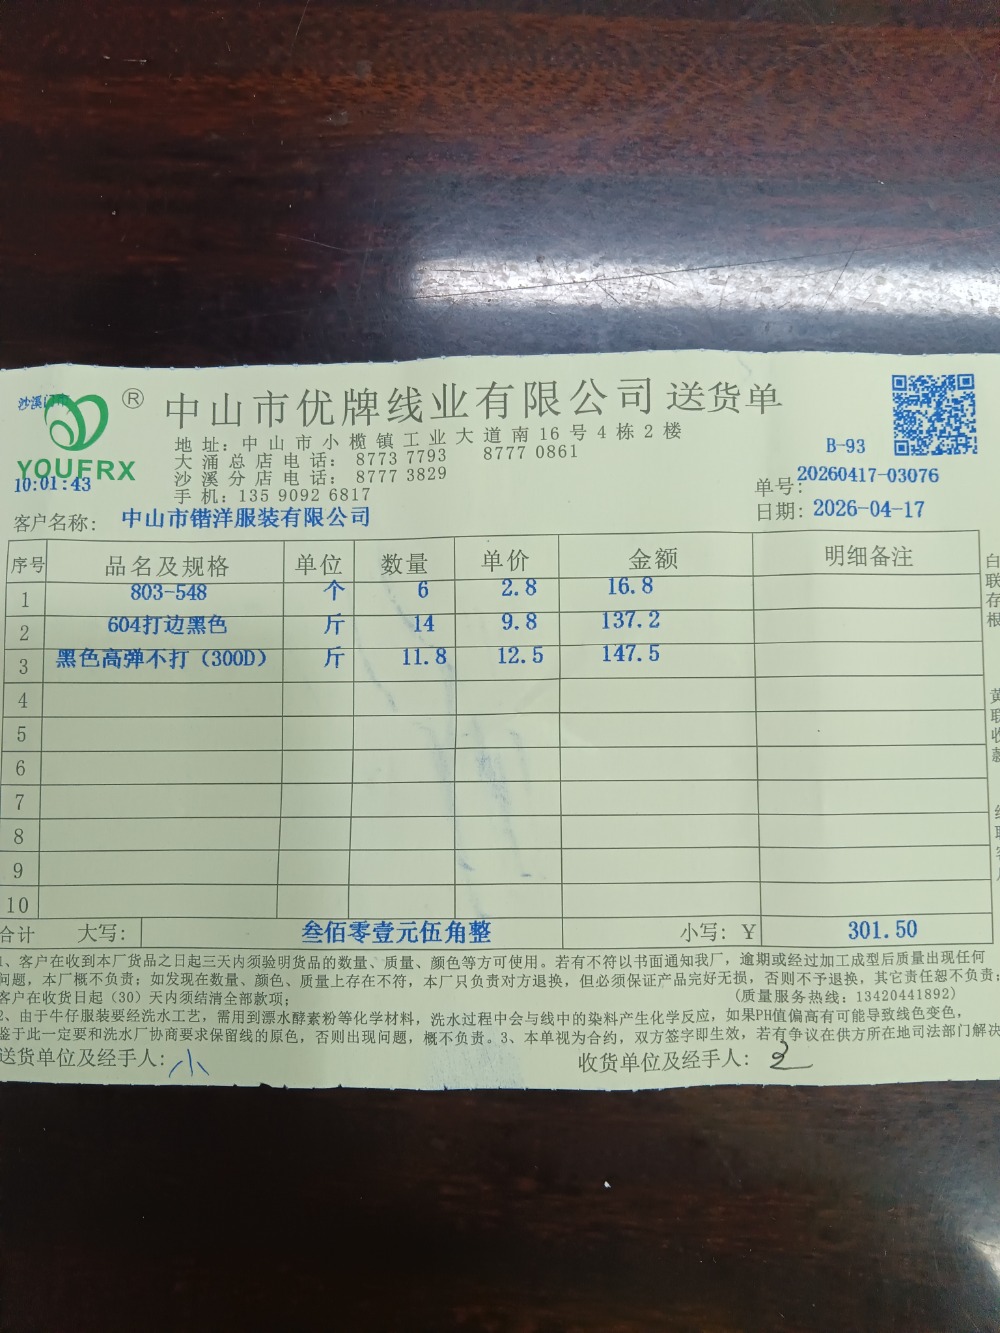 沙溪门市
YOUFRX
®
中山市优牌线业有限公司送货单
地址：中山市小榄镇工业大道南16号4栋2楼
大涌总店电话：8773 7793 8777 0861
沙溪分店电话：8777 3829
手机：135 9092 6817
10:01:43
B-93
单号：20260417-03076
日期：2026-04-17
客户名称：中山市锴洋服装有限公司
序号 品名及规格 单位 数量 单价 金额 明细备注
1 803-548 个 6 2.8 16.8
2 604打边黑色 斤 14 9.8 137.2
3 黑色高弹不打（300D） 斤 11.8 12.5 147.5
4
5
6
7
8
9
10
合计 大写：叁佰零壹元伍角整 小写：Y 301.50
1、客户在收到本厂货品之日起三天内须验明货品的数量、质量、颜色等方可使用。若有不符以书面通知我厂，逾期或经过加工成型后质量出现任何
问题，本厂概不负责；如发现在数量、颜色、质量上存在不符，本厂只负责对方退换，但必须保证产品完好无损，否则不予退换，其它责任恕不负责；
客户在收货日起（30）天内须结清全部款项； （质量服务热线：13420441892）
2、由于牛仔服装要经洗水工艺，需用到漂水酵素粉等化学材料，洗水过程中会与线中的染料产生化学反应，如果PH值偏高有可能导致线色变色，
鉴于此一定要和洗水厂协商要求保留线的原色，否则出现问题，概不负责。3、本单视为合约，双方签字即生效，若有争议在供方所在地司法部门解决
送货单位及经手人：小 收货单位及经手人：
白联存根
黄联收款